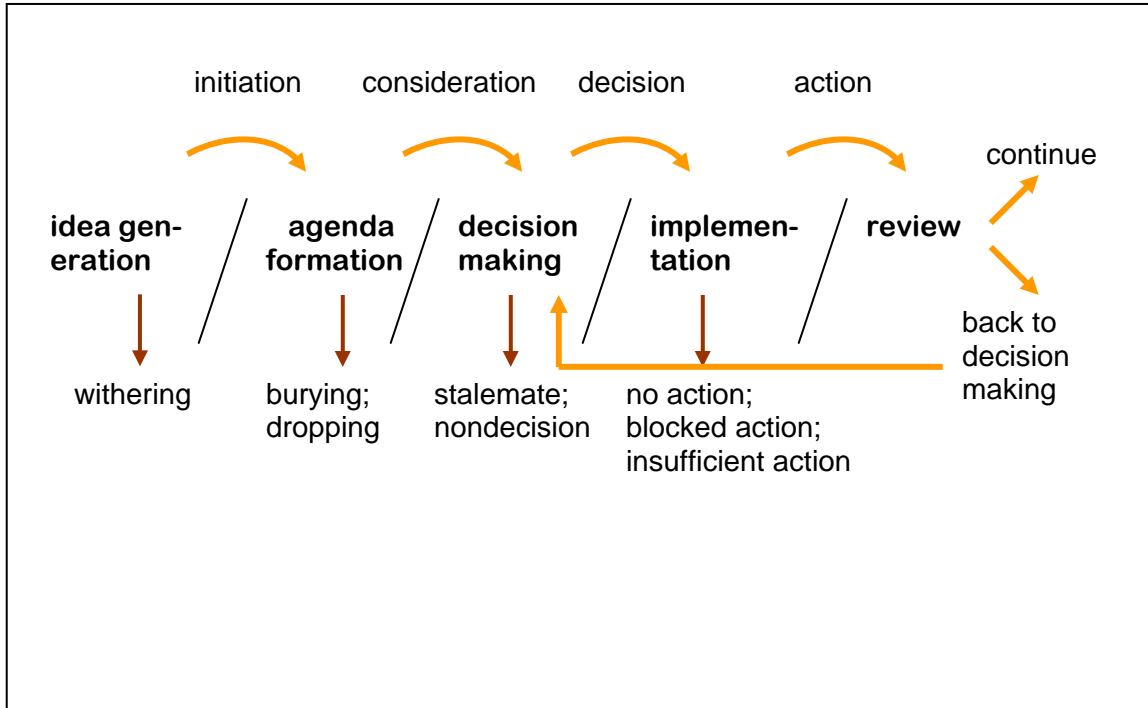 initiation consideration decision action
continue
idea gen- agenda decision implemen- review
eration formation making tation
back to
decision
making
withering burying; stalemate; no action;
dropping nondecision blocked action;
insufficient action